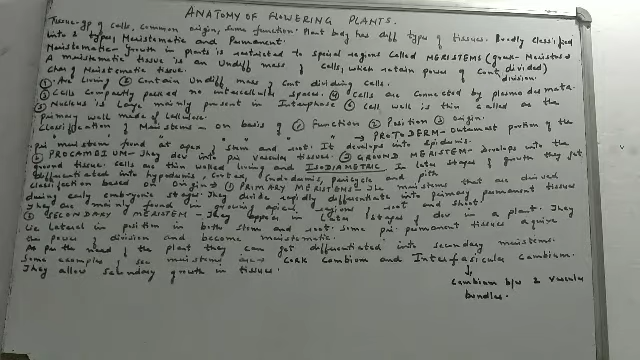 ANATOMY OF FLOWERING PLANTS.
Tissue - gp of cells, common origin, same function. Plant body has diff types of tissues. Broadly classified
into 2 types, Meristematic and Permanent.
Meristematic - Growth in plants is restricted to special regions called MERISTEMS (Greek - Meristos
A meristematic tissue is an Undiff mass of cells, which retain power of Cont divided)
Char of Meristematic tissue. division.
① Are living ② Contain Undiff mass Cont dividing cells.
③ Cells compactly packed no intercellular spaces ④ Cells are connected by plasmodesmata.
⑤ Nucleus is large mainly present in Interphase ⑥ Cell wall is thin called as the
primary wall made of cellulose.
Classification of Meristems - on basis of ① Function ② Position ③ Origin.
→ PROTODERM - Outermost portion of the
pri meristem found at apex, stem and root. It develops into Epidermis.
② PROCAMBIUM - They dev into pri vascular tissues. ③ GROUND MERISTEM - Develops into the
ground tissue. Cells are thin walled living and ISODIAMETRIC. In later stages of growth they get
differentiated into hypodermis, Cortex, Endodermis, pericycle and pith
Classification based on Origin ① PRIMARY MERISTEMS - The meristems that are derived
during early embryonic stage. They divide rapidly differentiate into primary permanent tissues
They are mainly found in growing apical regions, root and shoot.
② SECONDARY MERISTEM - They appear in Later stages of dev in a plant. They
are lateral in position in both stem and root. Some pri permanent tissues aquire
the power division and become meristematic.
As per the need of the plant they can get differentiated into secondary meristems.
Some examples of sec meristems are → Cork Cambium and Interfasicular Cambium.
They allow Secondary growth in tissues.
Cambium b/w 2 vascular
bundles.